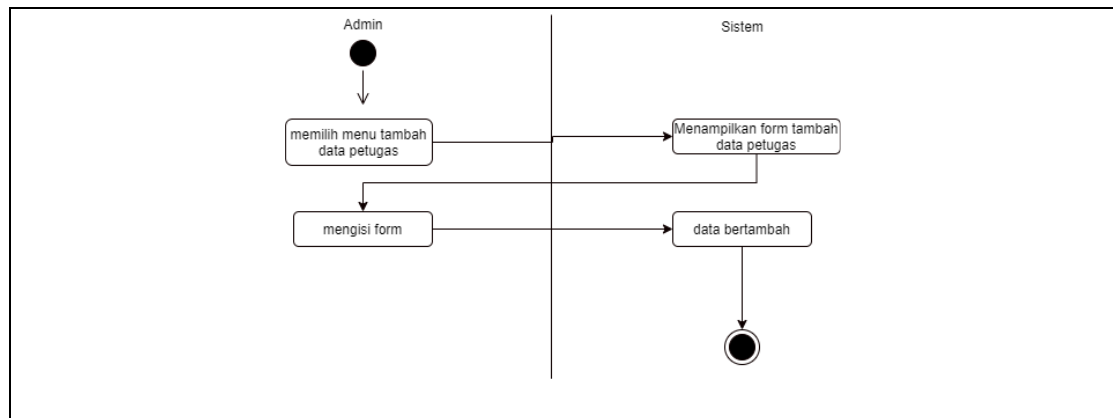 Admin
Sistem
memilih menu tambah
data petugas
Menampilkan form tambah
data petugas
mengisi form
data bertambah